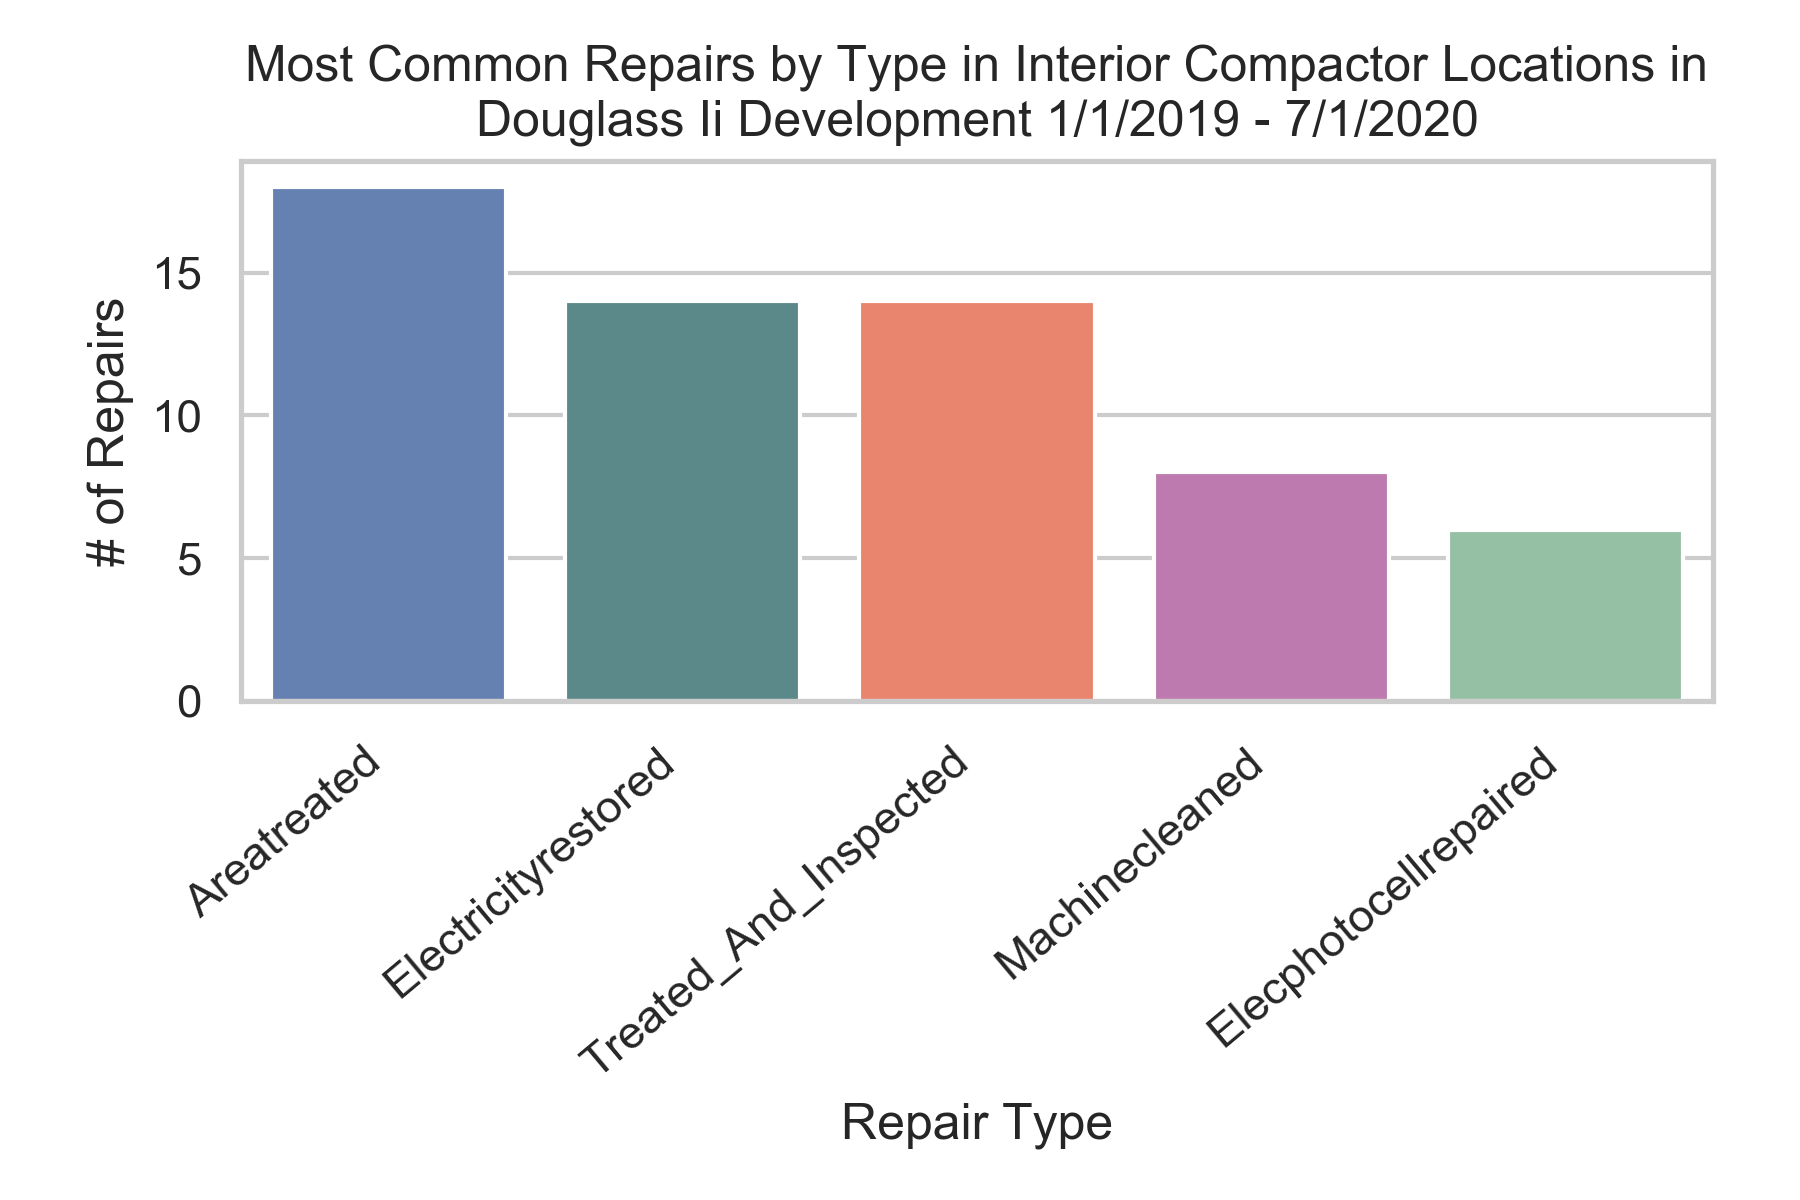 Most Common Repairs by Type in Interior Compactor Locations in
Douglass Ii Development 1/1/2019 - 7/1/2020
# of Repairs
15
10
5
0
Areatreated
Electricityrestored
Treated_And_Inspected
Machinecleaned
Elecphotocellrepaired
Repair Type